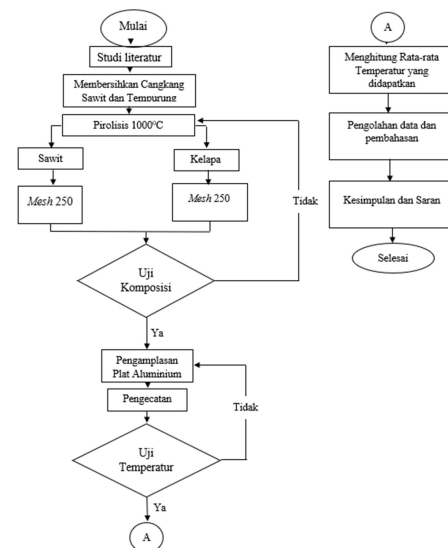 Mulai
Studi literatur
Membersihkan Cangkang
Sawit dan Tempurung
Pirolisis 1000⁰C
Sawit
Kelapa
Mesh 250
Mesh 250
Tidak
Uji
Komposisi
Ya
Pengamplasan
Plat Aluminium
Pengecatan
Tidak
Uji
Temperatur
Ya
A
A
Menghitung Rata-rata
Temperatur yang
didapatkan
Pengolahan data dan
pembahasan
Kesimpulan dan Saran
Selesai